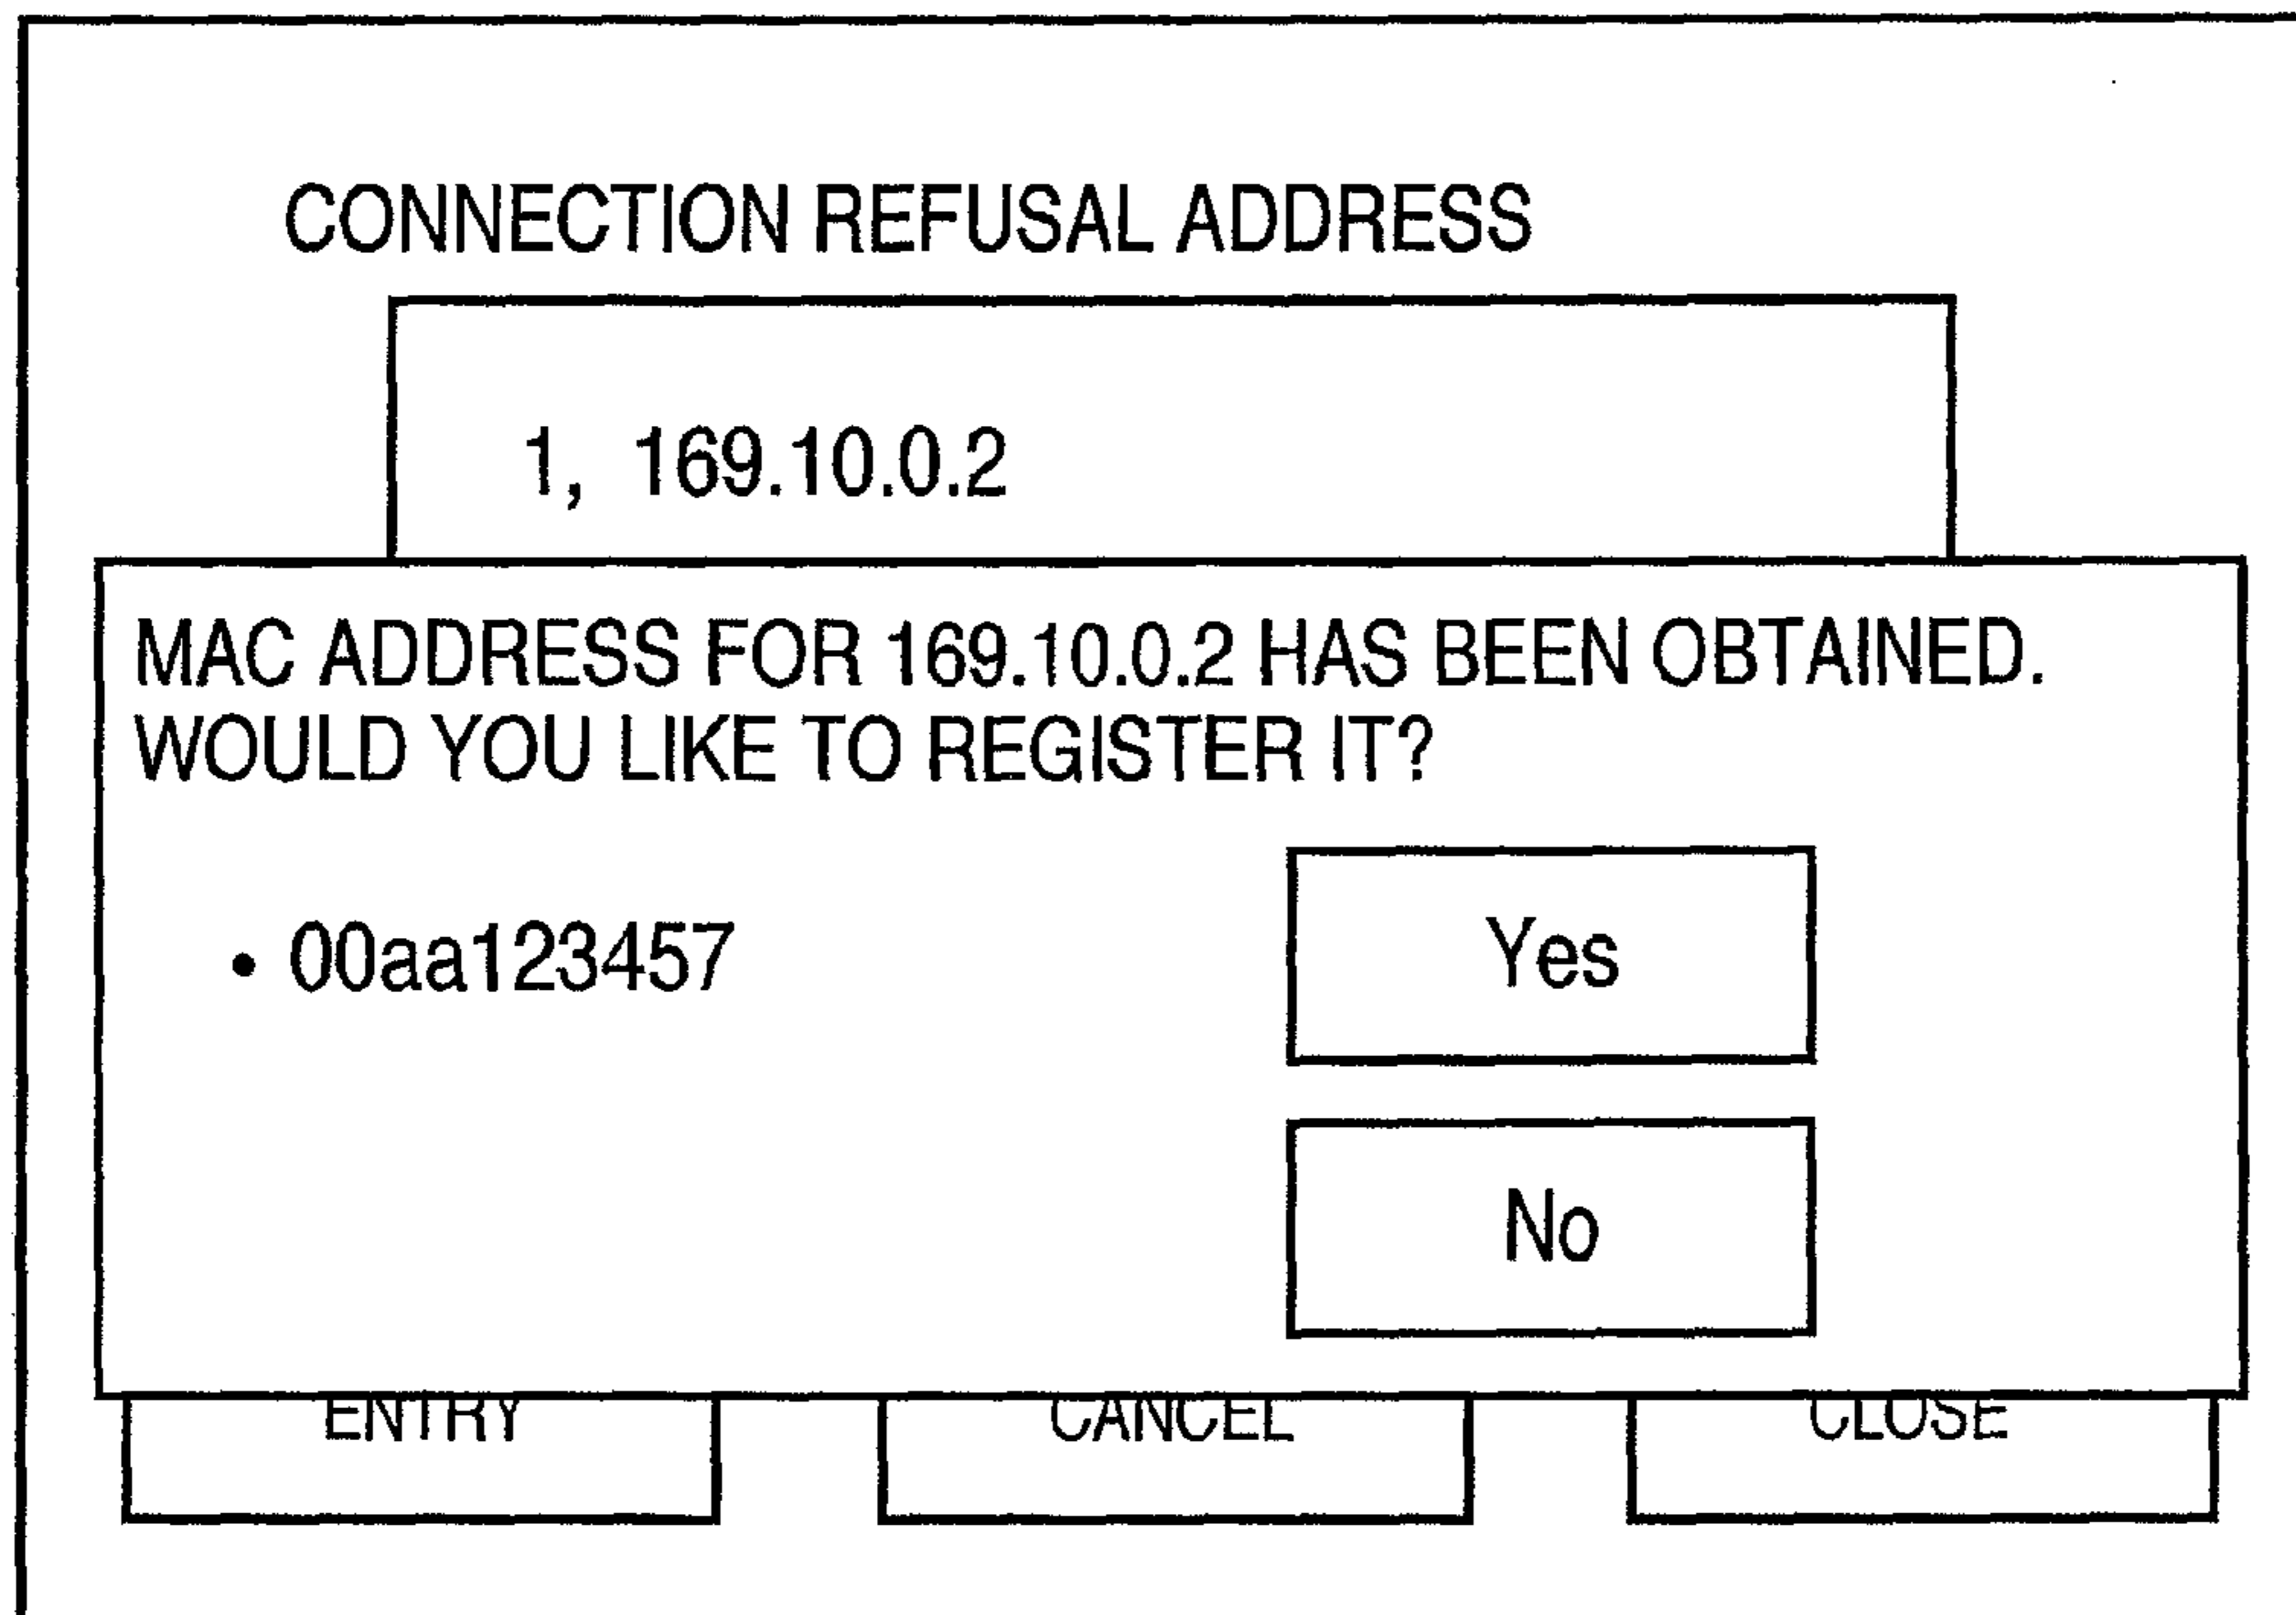 CONNECTION REFUSAL ADDRESS
1, 169.10.0.2
MAC ADDRESS FOR 169.10.0.2 HAS BEEN OBTAINED.
WOULD YOU LIKE TO REGISTER IT?
• 00aa123457
Yes
No
ENTRY CANCEL CLOSE